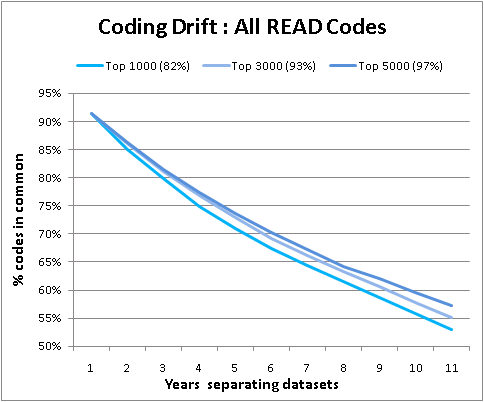 Coding Drift : All READ Codes
Top 1000 (82%) Top 3000 (93%) Top 5000 (97%)
95%
90%
85%
80%
75%
70%
65%
60%
55%
50%
% codes in common
1 2 3 4 5 6 7 8 9 10 11
Years separating datasets